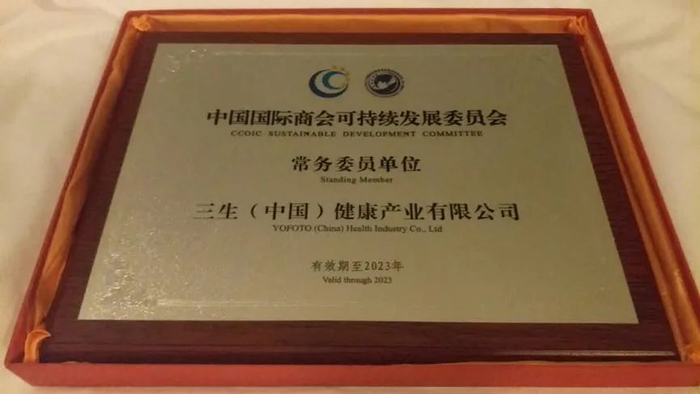 中国国际商会可持续发展委员会
CCOIC SUSTAINABLE DEVELOPMENT COMMITTEE
常务委员单位
Standing Member
三生（中国）健康产业有限公司
YOFOTO (China) Health Industry Co., Ltd
有效期至2023年
Valid through 2023